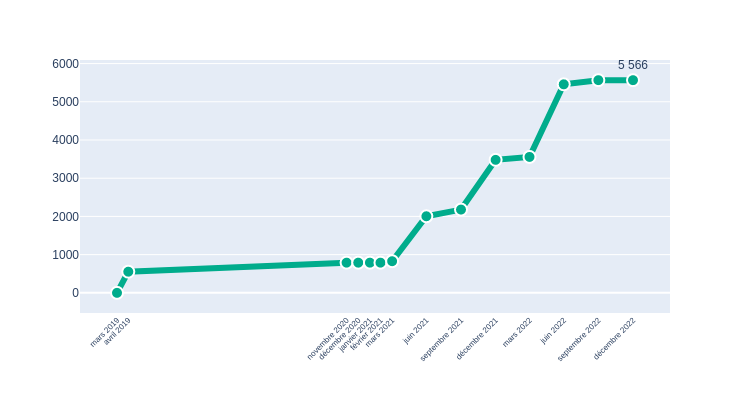 5 566
6000
5000
4000
3000
2000
1000
0
mars 2019
avril 2019
novembre 2020
décembre 2020
janvier 2021
février 2021
mars 2021
juin 2021
septembre 2021
décembre 2021
mars 2022
juin 2022
septembre 2022
décembre 2022